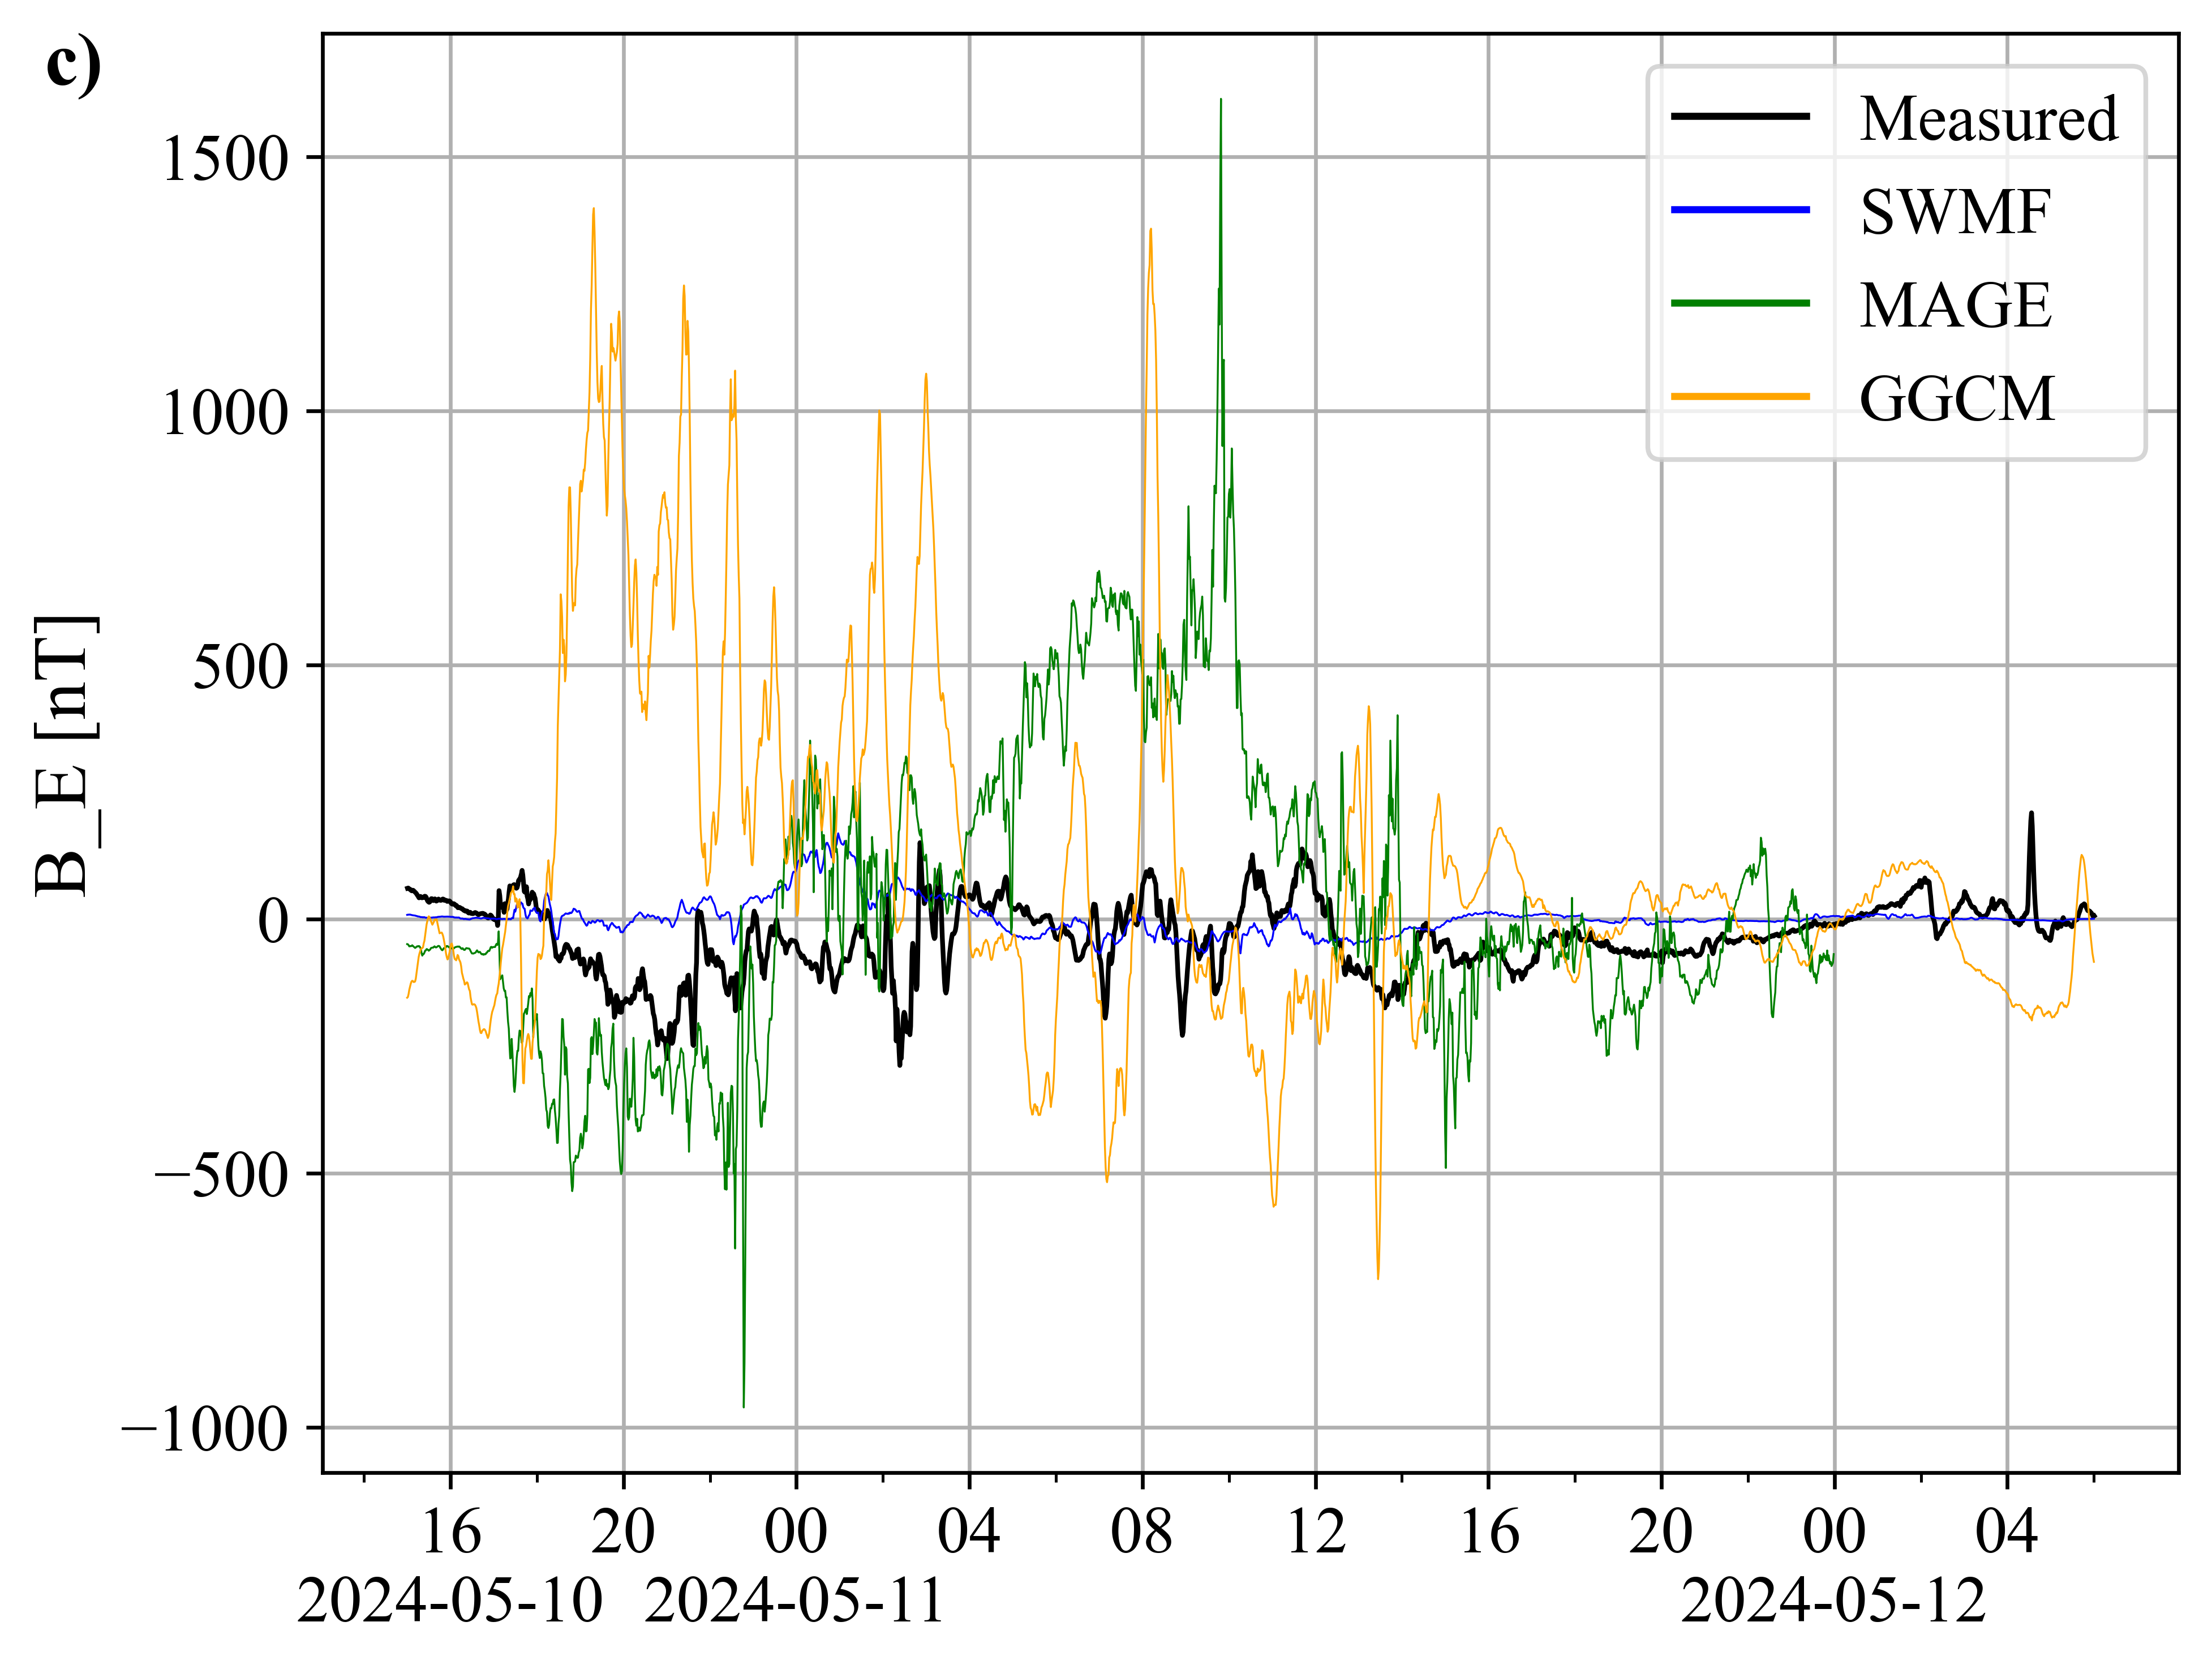 c)
Measured
SWMF
MAGE
GGCM
1500
1000
500
0
−500
−1000
B_E [nT]
16 20 00 04 08 12 16 20 00 04
2024-05-10 2024-05-11 2024-05-12